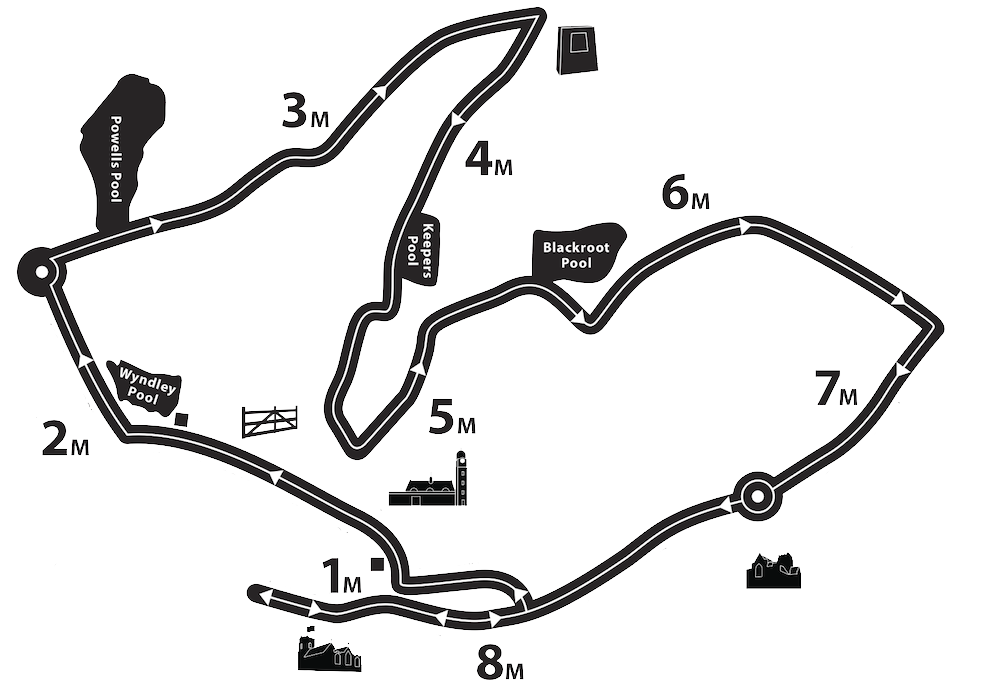 3M
Powells Pool
4M
6M
Keepers
Pool
Blackroot
Pool
Wyndley
Pool
7M
5M
2M
1M
8M